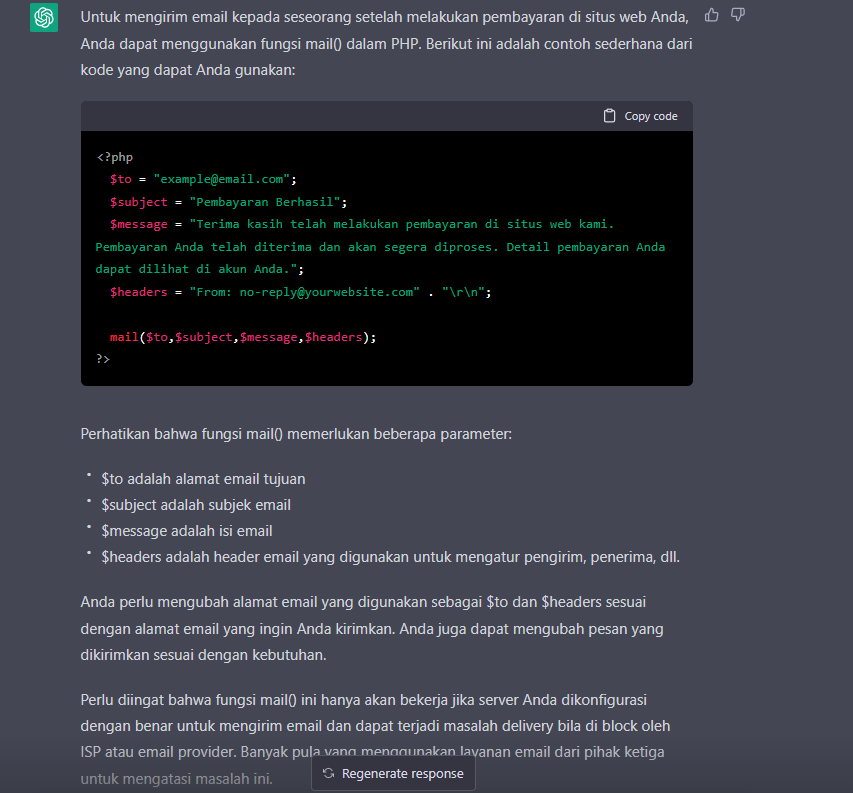 Untuk mengirim email kepada seseorang setelah melakukan pembayaran di situs web Anda,
Anda dapat menggunakan fungsi mail() dalam PHP. Berikut ini adalah contoh sederhana dari
kode yang dapat Anda gunakan:
Copy code
<?php
$to = "example@email.com";
$subject = "Pembayaran Berhasil";
$message = "Terima kasih telah melakukan pembayaran di situs web kami.
Pembayaran Anda telah diterima dan akan segera diproses. Detail pembayaran Anda
dapat dilihat di akun Anda.";
$headers = "From: no-reply@yourwebsite.com" . "\r\n";
mail($to,$subject,$message,$headers);
?>
Perhatikan bahwa fungsi mail() memerlukan beberapa parameter:
• $to adalah alamat email tujuan
• $subject adalah subjek email
• $message adalah isi email
• $headers adalah header email yang digunakan untuk mengatur pengirim, penerima, dll.
Anda perlu mengubah alamat email yang digunakan sebagai $to dan $headers sesuai
dengan alamat email yang ingin Anda kirimkan. Anda juga dapat mengubah pesan yang
dikirimkan sesuai dengan kebutuhan.
Perlu diingat bahwa fungsi mail() ini hanya akan bekerja jika server Anda dikonfigurasi
dengan benar untuk mengirim email dan dapat terjadi masalah delivery bila di block oleh
ISP atau email provider. Banyak pula yang menggunakan layanan email dari pihak ketiga
untuk mengatasi masalah ini.
Regenerate response